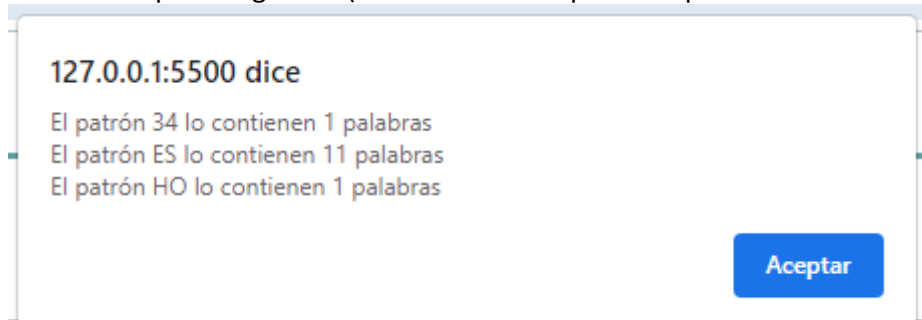 127.0.0.1:5500 dice
El patrón 34 lo contienen 1 palabras
El patrón ES lo contienen 11 palabras
El patrón HO lo contienen 1 palabras
Aceptar